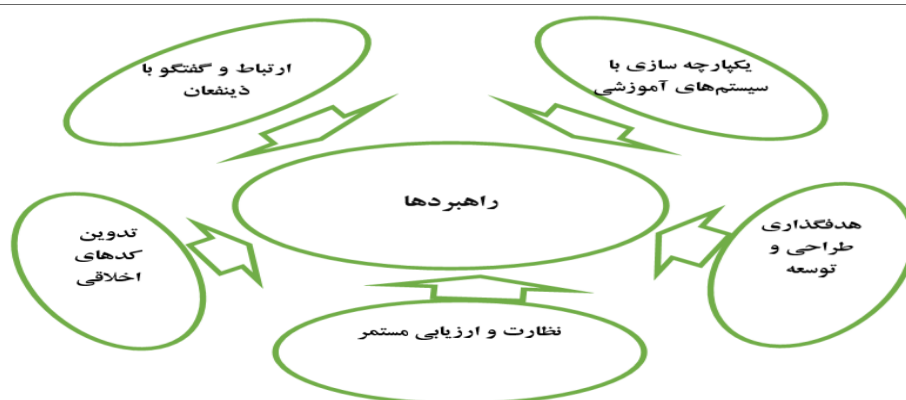 یکپارچه سازی با
سیستم‌های آموزشی
ارتباط و گفتگو با
ذینفعان
راهبردها
هدفگذاری
طراحی و
توسعه
تدوین
کدهای
اخلاقی
نظارت و ارزیابی مستمر